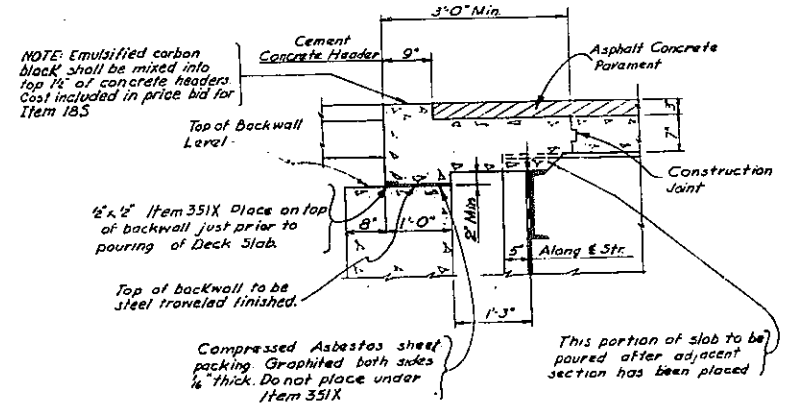 3'-0" Min.
NOTE: Emulsified carbon
black shall be mixed into
top 1½" of concrete headers.
Cost included in price bid for
Item 18S
Cement
Concrete Header
9"
Asphalt Concrete
Pavement
3"
7"
Top of Backwall
Level
Construction
Joint
½" x ½" Item 351X Place on top
of backwall just prior to
pouring of Deck Slab.
8"
1'-0"
2" Min
5"
Along ℄ Str.
Top of backwall to be
steel troweled finished.
1'-3"
Compressed Asbestos sheet
packing. Graphited both sides
1/16" thick. Do not place under
Item 351X
This portion of slab to be
poured after adjacent
section has been placed